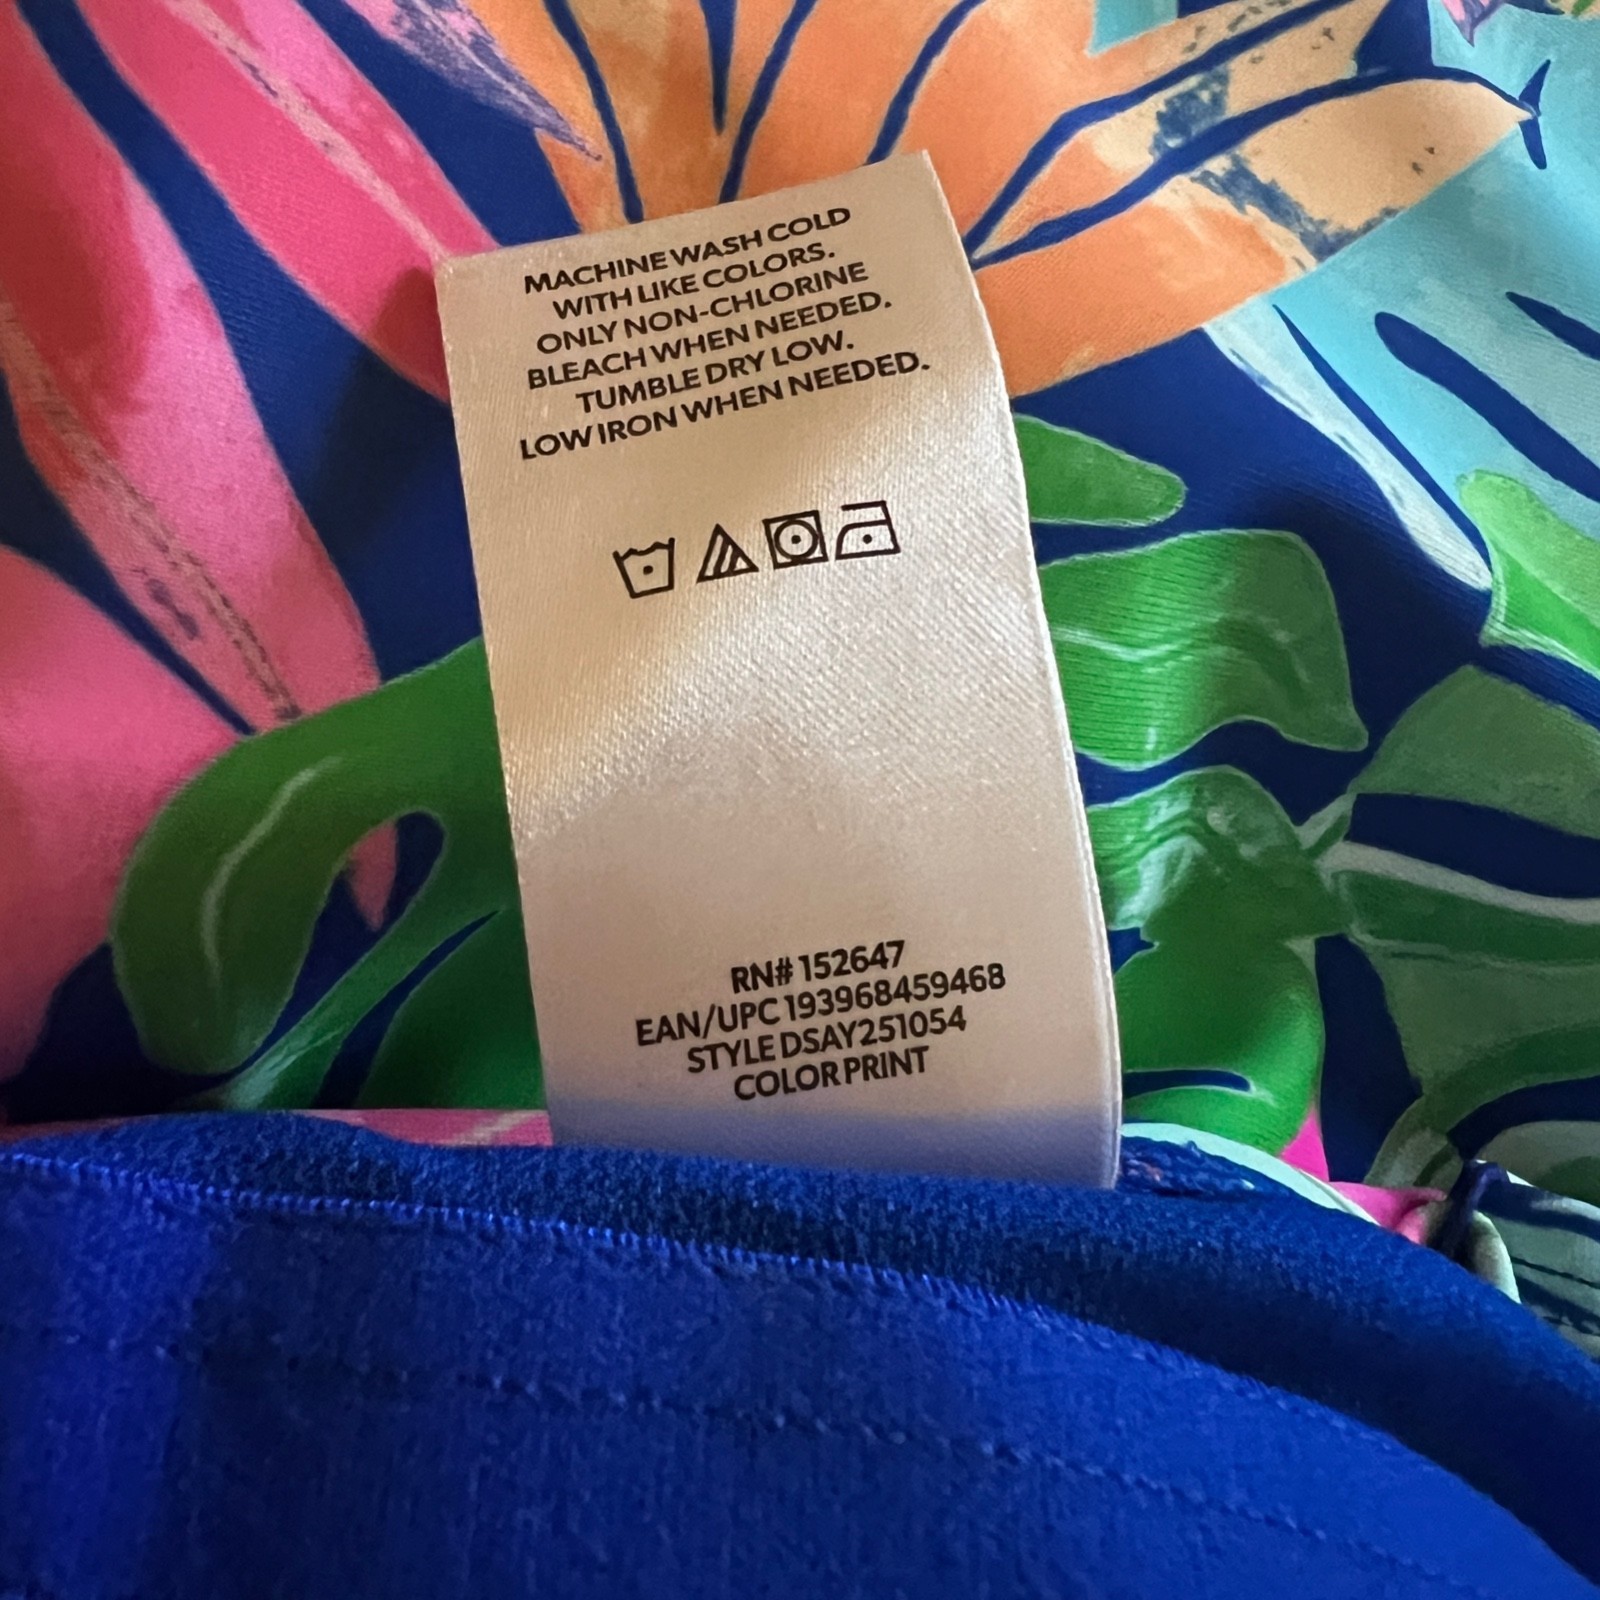 MACHINE WASH COLD
WITH LIKE COLORS.
ONLY NON-CHLORINE
BLEACH WHEN NEEDED.
TUMBLE DRY LOW.
LOW IRON WHEN NEEDED.
RN# 152647
EAN/UPC 193968459468
STYLE DSAY251054
COLOR PRINT